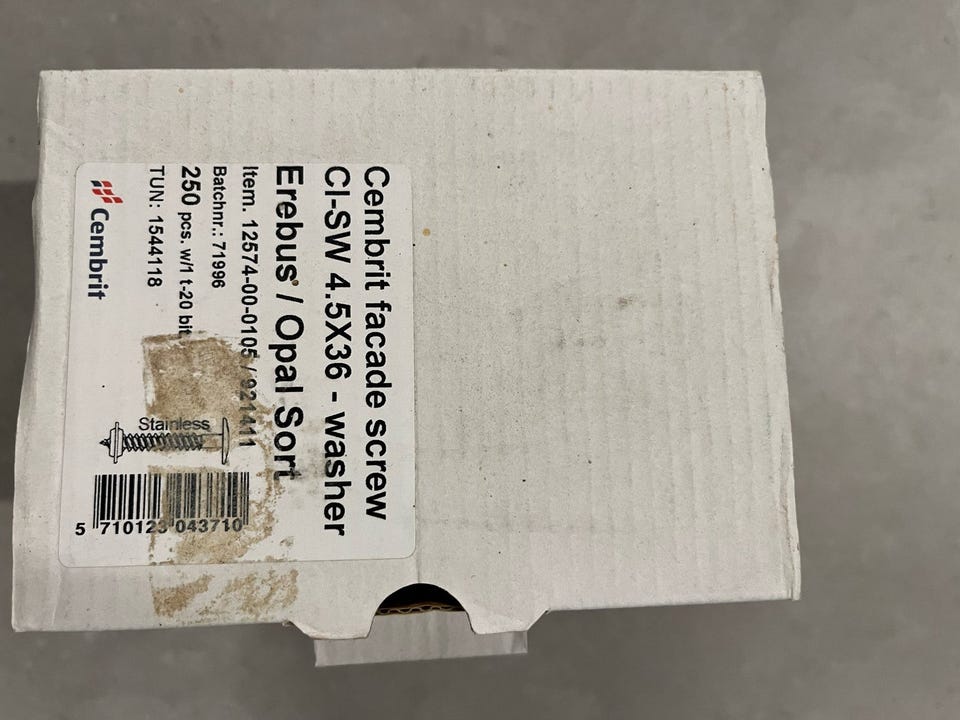 Cembrit facade screw
CI-SW 4.5X36 - washer
Erebus / Opal Sort
Item. 12574-00-0105 / 921411
Batchnr.: 71996
250 pcs. w/1 t-20 bit
TUN: 1544118
Cembrit
Stainless
5 710123 043710